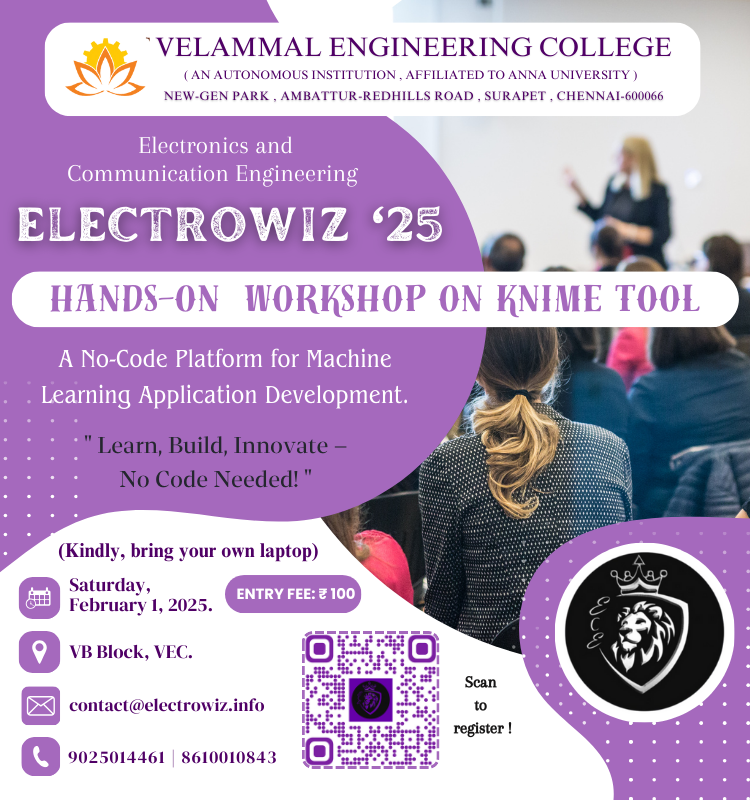 VELAMMAL ENGINEERING COLLEGE
( AN AUTONOMOUS INSTITUTION , AFFILIATED TO ANNA UNIVERSITY )
NEW-GEN PARK , AMBATTUR-REDHILLS ROAD , SURAPET , CHENNAI-600066
Electronics and
Communication Engineering
ELECTROWIZ ‘25
HANDS-ON WORKSHOP ON KNIME TOOL
A No-Code Platform for Machine
Learning Application Development.
" Learn, Build, Innovate –
No Code Needed! "
(Kindly, bring your own laptop)
Saturday,
February 1, 2025.
ENTRY FEE: ₹ 100
VB Block, VEC.
contact@electrowiz.info
9025014461 | 8610010843
Scan
to
register !
ECE